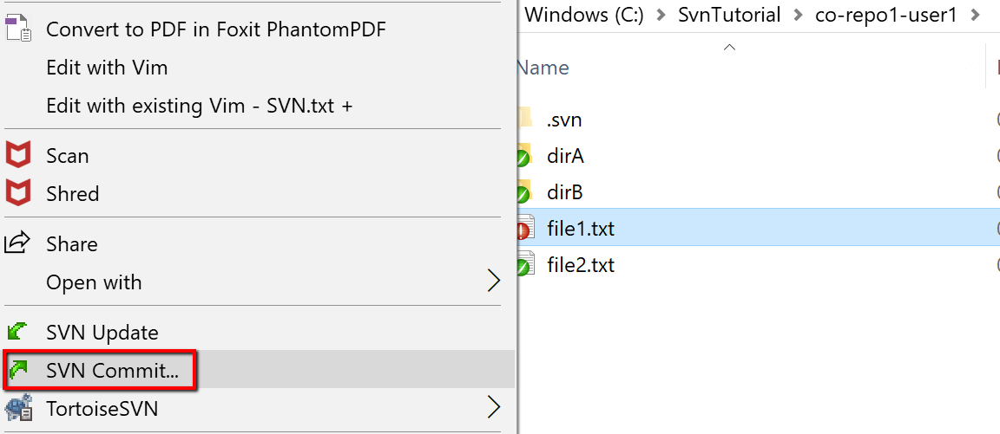 Convert to PDF in Foxit PhantomPDF
Edit with Vim
Edit with existing Vim - SVN.txt +
Scan
Shred
Share
Open with
SVN Update
SVN Commit...
TortoiseSVN
Windows (C:) > SvnTutorial > co-repo1-user1 >
Name
.svn
dirA
dirB
file1.txt
file2.txt